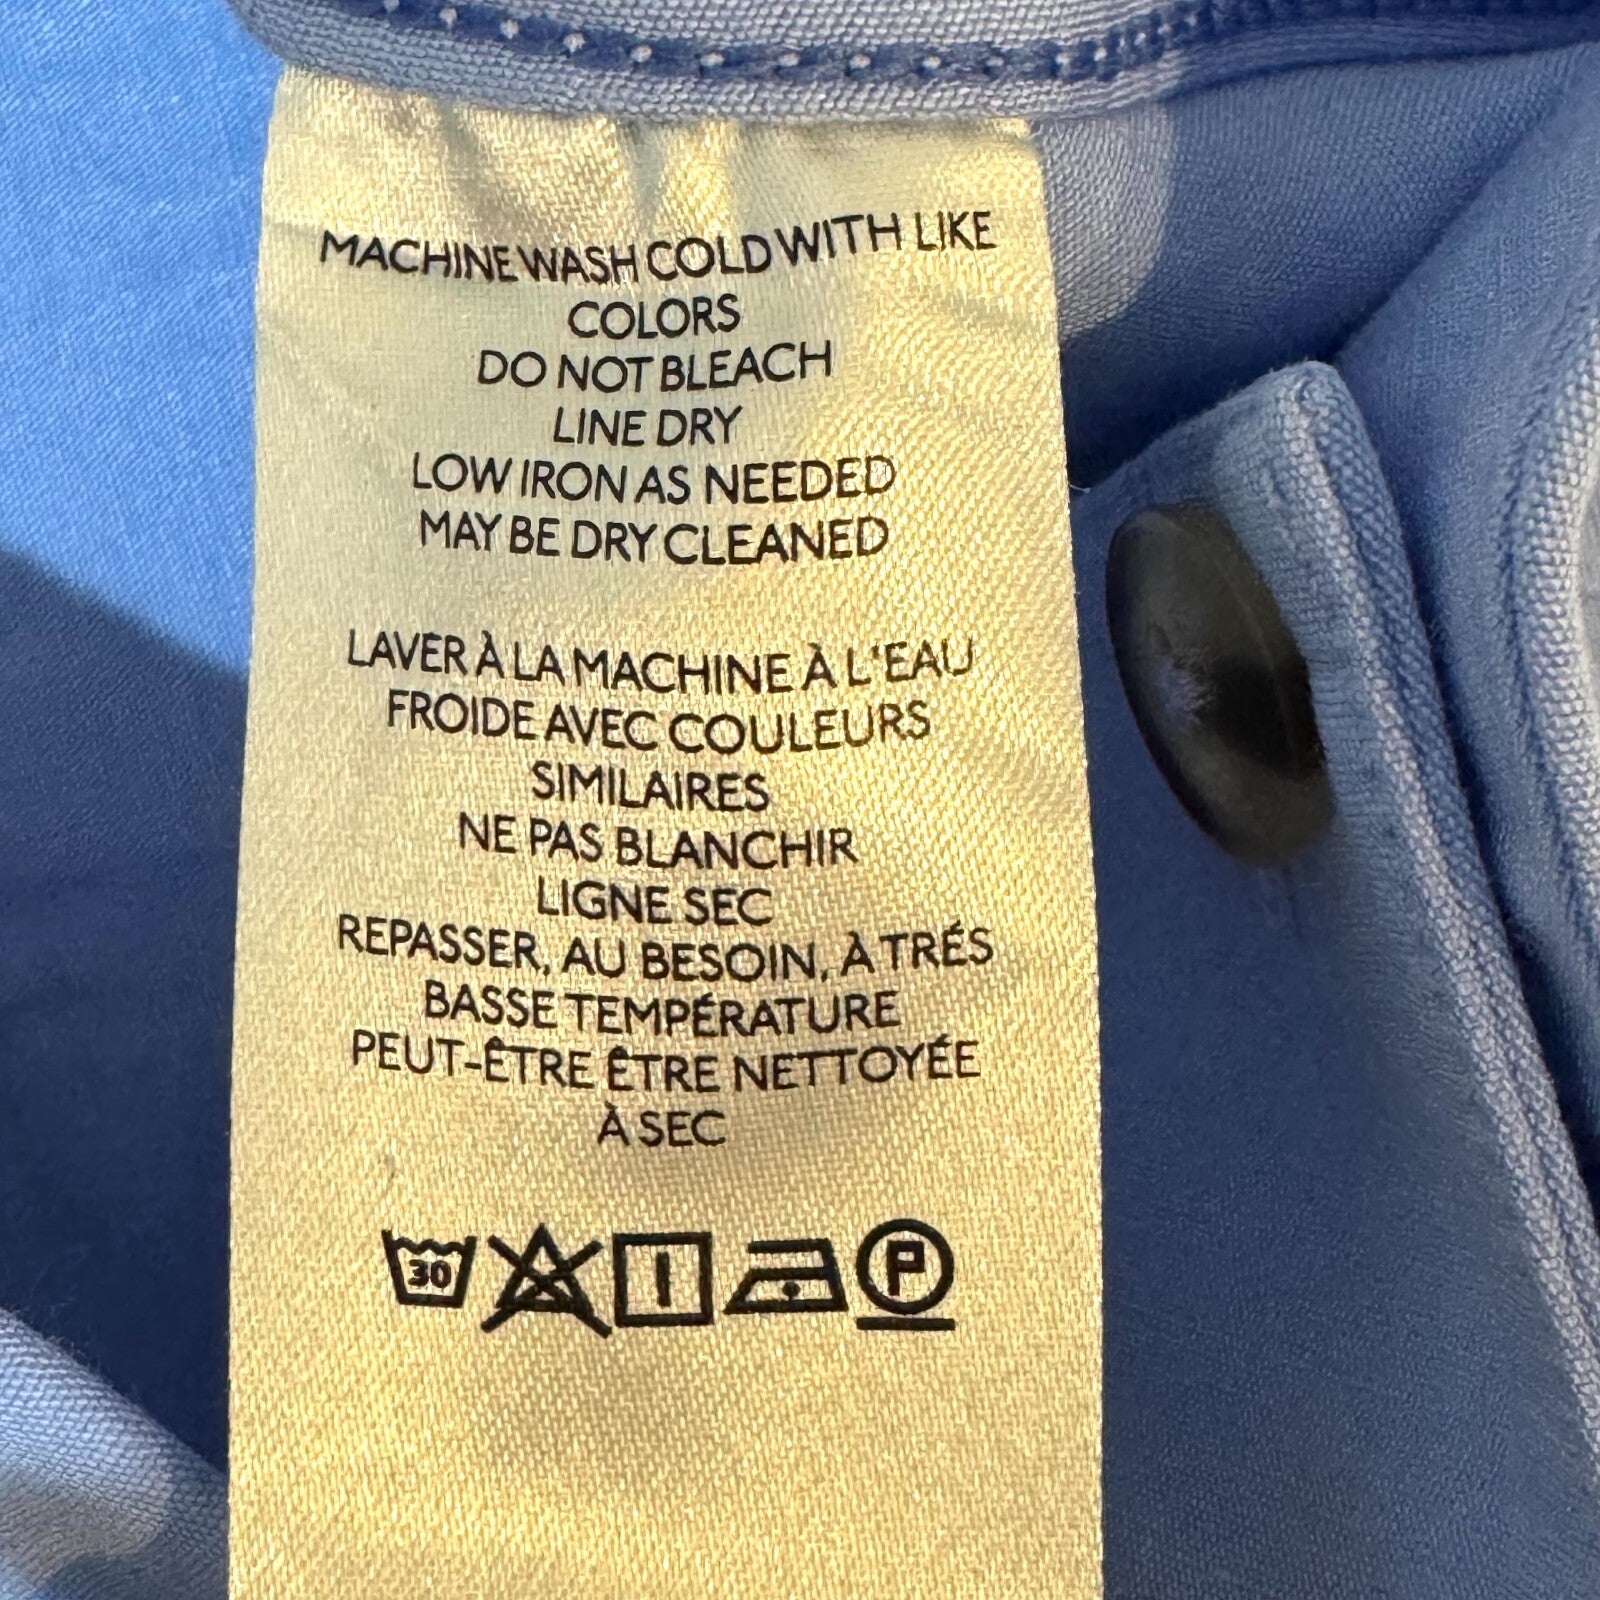 MACHINE WASH COLD WITH LIKE
COLORS
DO NOT BLEACH
LINE DRY
LOW IRON AS NEEDED
MAY BE DRY CLEANED
LAVER À LA MACHINE À L'EAU
FROIDE AVEC COULEURS
SIMILAIRES
NE PAS BLANCHIR
LIGNE SEC
REPASSER, AU BESOIN, À TRÉS
BASSE TEMPÉRATURE
PEUT-ÊTRE ÊTRE NETTOYÉE
À SEC
30 P